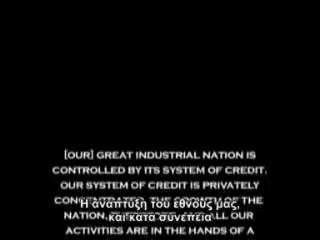 [OUR] GREAT INDUSTRIAL NATION IS
CONTROLLED BY ITS SYSTEM OF CREDIT.
OUR SYSTEM OF CREDIT IS PRIVATELY
CONCENTRATED. THE GROWTH OF THE
Η ανάπτυξη του έθνους μας,
NATION, ALL OUR
και κατά συνέπεια
ACTIVITIES ARE IN THE HANDS OF A